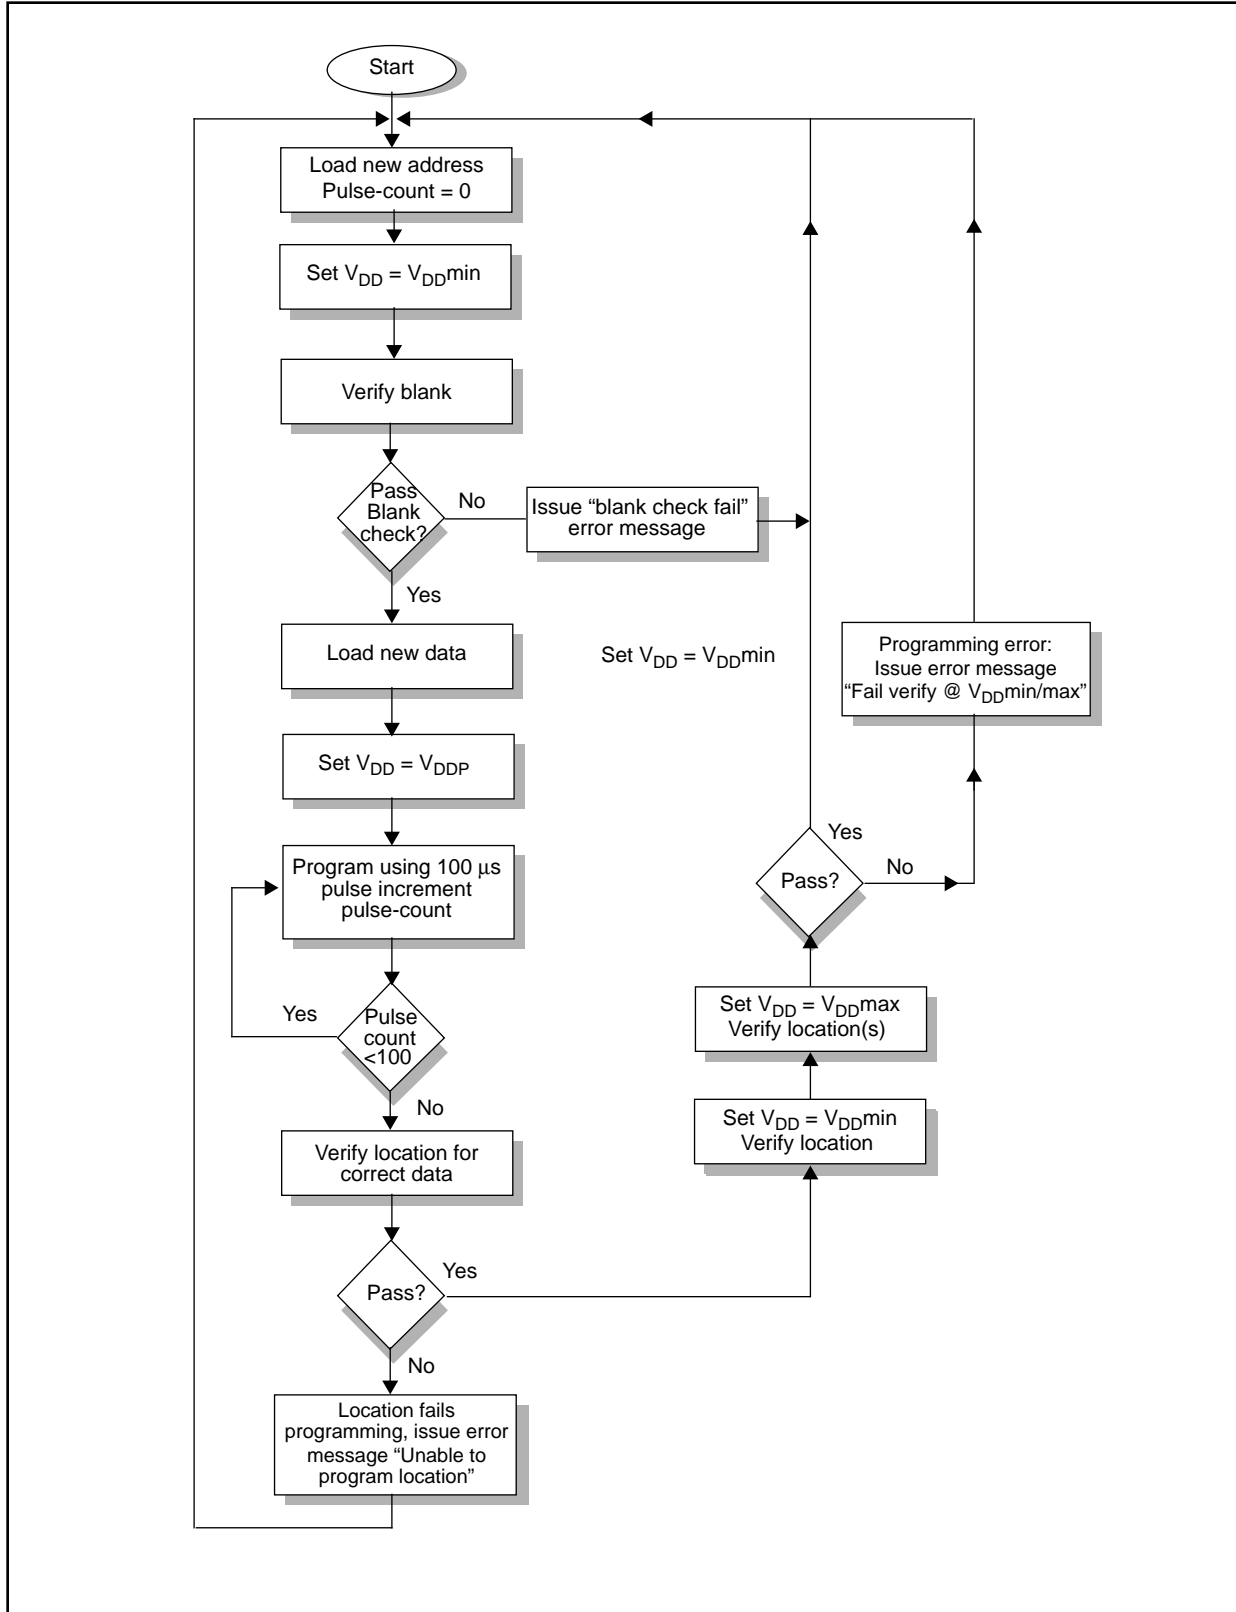 Start
Load new address
Pulse-count = 0
Set VDD = VDDmin
Verify blank
Pass
Blank
check?
No
Issue “blank check fail”
error message
Yes
Load new data
Set VDD = VDDmin
Programming error:
Issue error message
“Fail verify @ VDDmin/max”
Set VDD = VDDP
Program using 100 µs
pulse increment
pulse-count
Yes
Pulse
count
<100
No
Verify location for
correct data
Pass?
Yes
No
Location fails
programming, issue error
message “Unable to
program location”
Yes
Pass?
No
Set VDD = VDDmax
Verify location(s)
Set VDD = VDDmin
Verify location